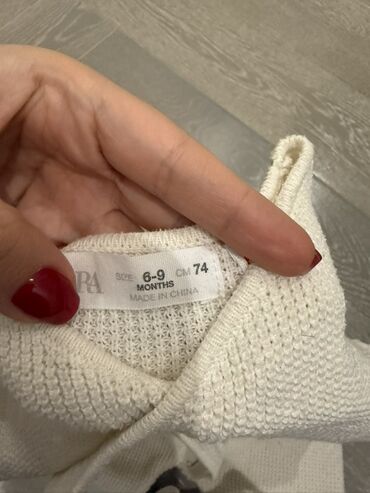 RA SIZE 6-9 CM 74
MONTHS
MADE IN CHINA